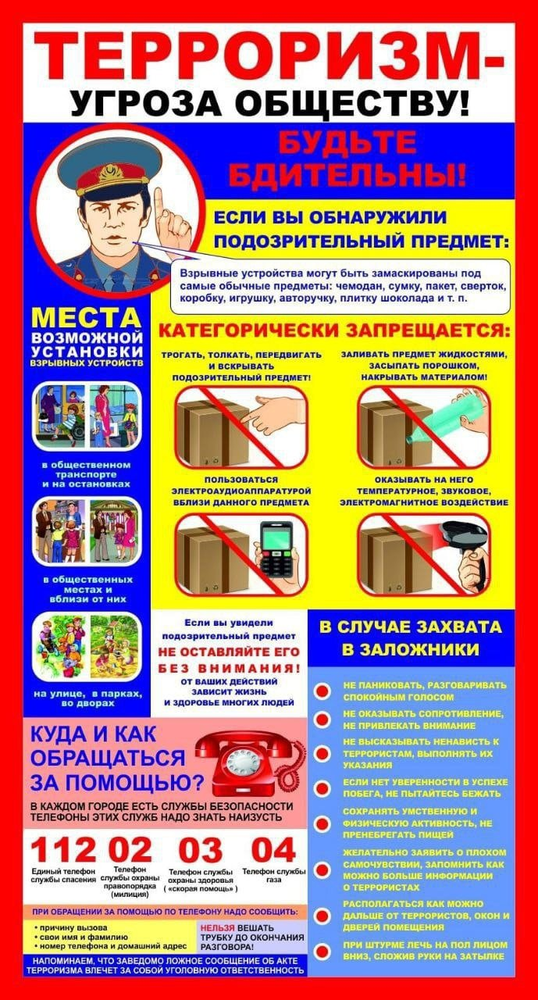 ТЕРРОРИЗМ-
УГРОЗА ОБЩЕСТВУ!
БУДЬТЕ
БДИТЕЛЬНЫ!
ЕСЛИ ВЫ ОБНАРУЖИЛИ
ПОДОЗРИТЕЛЬНЫЙ ПРЕДМЕТ:
Взрывные устройства могут быть замаскированы под
самые обычные предметы: чемодан, сумку, пакет, сверток,
коробку, игрушку, авторучку, плитку шоколада и т. п.
МЕСТА
ВОЗМОЖНОЙ
УСТАНОВКИ
ВЗРЫВНЫХ УСТРОЙСТВ
в общественном
транспорте
и на остановках
в общественных
местах и
вблизи от них
на улице, в парках,
во дворах
КАТЕГОРИЧЕСКИ ЗАПРЕЩАЕТСЯ:
ТРОГАТЬ, ТОЛКАТЬ, ПЕРЕДВИГАТЬ
И ВСКРЫВАТЬ
ПОДОЗРИТЕЛЬНЫЙ ПРЕДМЕТ!
ЗАЛИВАТЬ ПРЕДМЕТ ЖИДКОСТЯМИ,
ЗАСЫПАТЬ ПОРОШКОМ,
НАКРЫВАТЬ МАТЕРИАЛОМ!
ПОЛЬЗОВАТЬСЯ
ЭЛЕКТРОАУДИОАППАРАТУРОЙ
ВБЛИЗИ ДАННОГО ПРЕДМЕТА
ОКАЗЫВАТЬ НА НЕГО
ТЕМПЕРАТУРНОЕ, ЗВУКОВОЕ,
ЭЛЕКТРОМАГНИТНОЕ ВОЗДЕЙСТВИЕ
Если вы увидели
подозрительный предмет
НЕ ОСТАВЛЯЙТЕ ЕГО
БЕЗ ВНИМАНИЯ!
ОТ ВАШИХ ДЕЙСТВИЙ
ЗАВИСИТ ЖИЗНЬ
И ЗДОРОВЬЕ МНОГИХ ЛЮДЕЙ
КУДА И КАК
ОБРАЩАТЬСЯ
ЗА ПОМОЩЬЮ?
В КАЖДОМ ГОРОДЕ ЕСТЬ СЛУЖБЫ БЕЗОПАСНОСТИ
ТЕЛЕФОНЫ ЭТИХ СЛУЖБ НАДО ЗНАТЬ НАИЗУСТЬ
112
Единый телефон
службы спасения
02
Телефон
службы охраны
правопорядка
(милиция)
03
Телефон службы
охраны здоровья
( «скорая помощь» )
04
Телефон службы
газа
ПРИ ОБРАЩЕНИИ ЗА ПОМОЩЬЮ ПО ТЕЛЕФОНУ НАДО СООБЩИТЬ:
• причину вызова
• свои имя и фамилию
• номер телефона и домашний адрес
НЕЛЬЗЯ ВЕШАТЬ
ТРУБКУ ДО ОКОНЧАНИЯ
РАЗГОВОРА!
НАПОМИНАЕМ, ЧТО ЗАВЕДОМО ЛОЖНОЕ СООБЩЕНИЕ ОБ АКТЕ
ТЕРРОРИЗМА ВЛЕЧЕТ ЗА СОБОЙ УГОЛОВНУЮ ОТВЕТСТВЕННОСТЬ
В СЛУЧАЕ ЗАХВАТА
В ЗАЛОЖНИКИ
НЕ ПАНИКОВАТЬ, РАЗГОВАРИВАТЬ
СПОКОЙНЫМ ГОЛОСОМ
НЕ ОКАЗЫВАТЬ СОПРОТИВЛЕНИЕ,
НЕ ПРИВЛЕКАТЬ ВНИМАНИЕ
НЕ ВЫСКАЗЫВАТЬ НЕНАВИСТЬ К
ТЕРРОРИСТАМ, ВЫПОЛНЯТЬ ИХ
УКАЗАНИЯ
ЕСЛИ НЕТ УВЕРЕННОСТИ В УСПЕХЕ
ПОБЕГА, НЕ ПЫТАЙТЕСЬ БЕЖАТЬ
СОХРАНЯТЬ УМСТВЕННУЮ И
ФИЗИЧЕСКУЮ АКТИВНОСТЬ, НЕ
ПРЕНЕБРЕГАТЬ ПИЩЕЙ
ЖЕЛАТЕЛЬНО ЗАЯВИТЬ О ПЛОХОМ
САМОЧУВСТВИИ, ЗАПОМНИТЬ КАК
МОЖНО БОЛЬШЕ ИНФОРМАЦИИ
О ТЕРРОРИСТАХ
РАСПОЛАГАТЬСЯ КАК МОЖНО
ДАЛЬШЕ ОТ ТЕРРОРИСТОВ, ОКОН И
ДВЕРЕЙ ПОМЕЩЕНИЯ
ПРИ ШТУРМЕ ЛЕЧЬ НА ПОЛ ЛИЦОМ
ВНИЗ, СЛОЖИВ РУКИ НА ЗАТЫЛКЕ